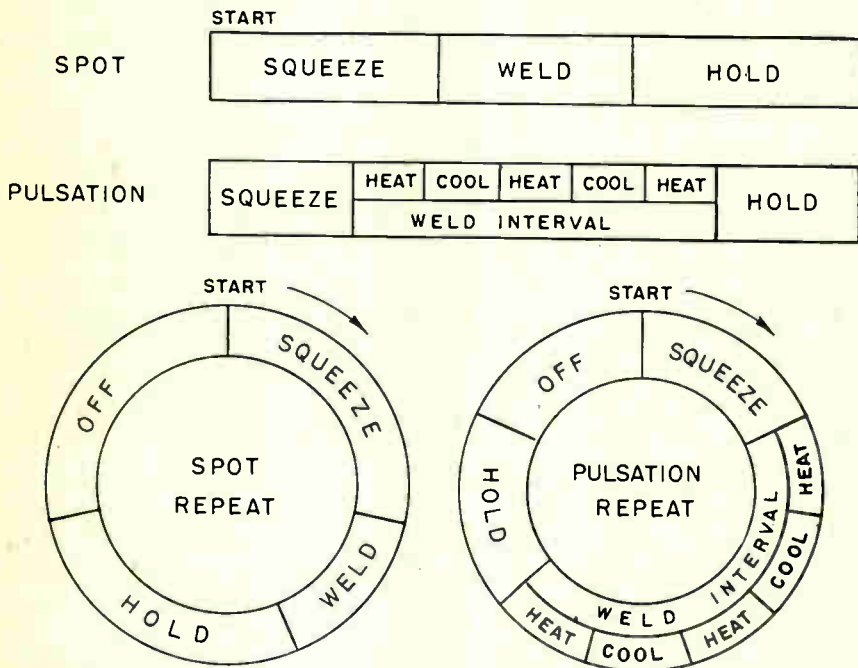 START
SPOT SQUEEZE WELD HOLD
PULSATION SQUEEZE HEAT COOL HEAT COOL HEAT HOLD
WELD INTERVAL
START
SQUEEZE
WELD
HOLD
OFF
SPOT
REPEAT
START
SQUEEZE
HEAT
COOL
HEAT
COOL
HEAT
WELD INTERVAL
HOLD
OFF
PULSATION
REPEAT